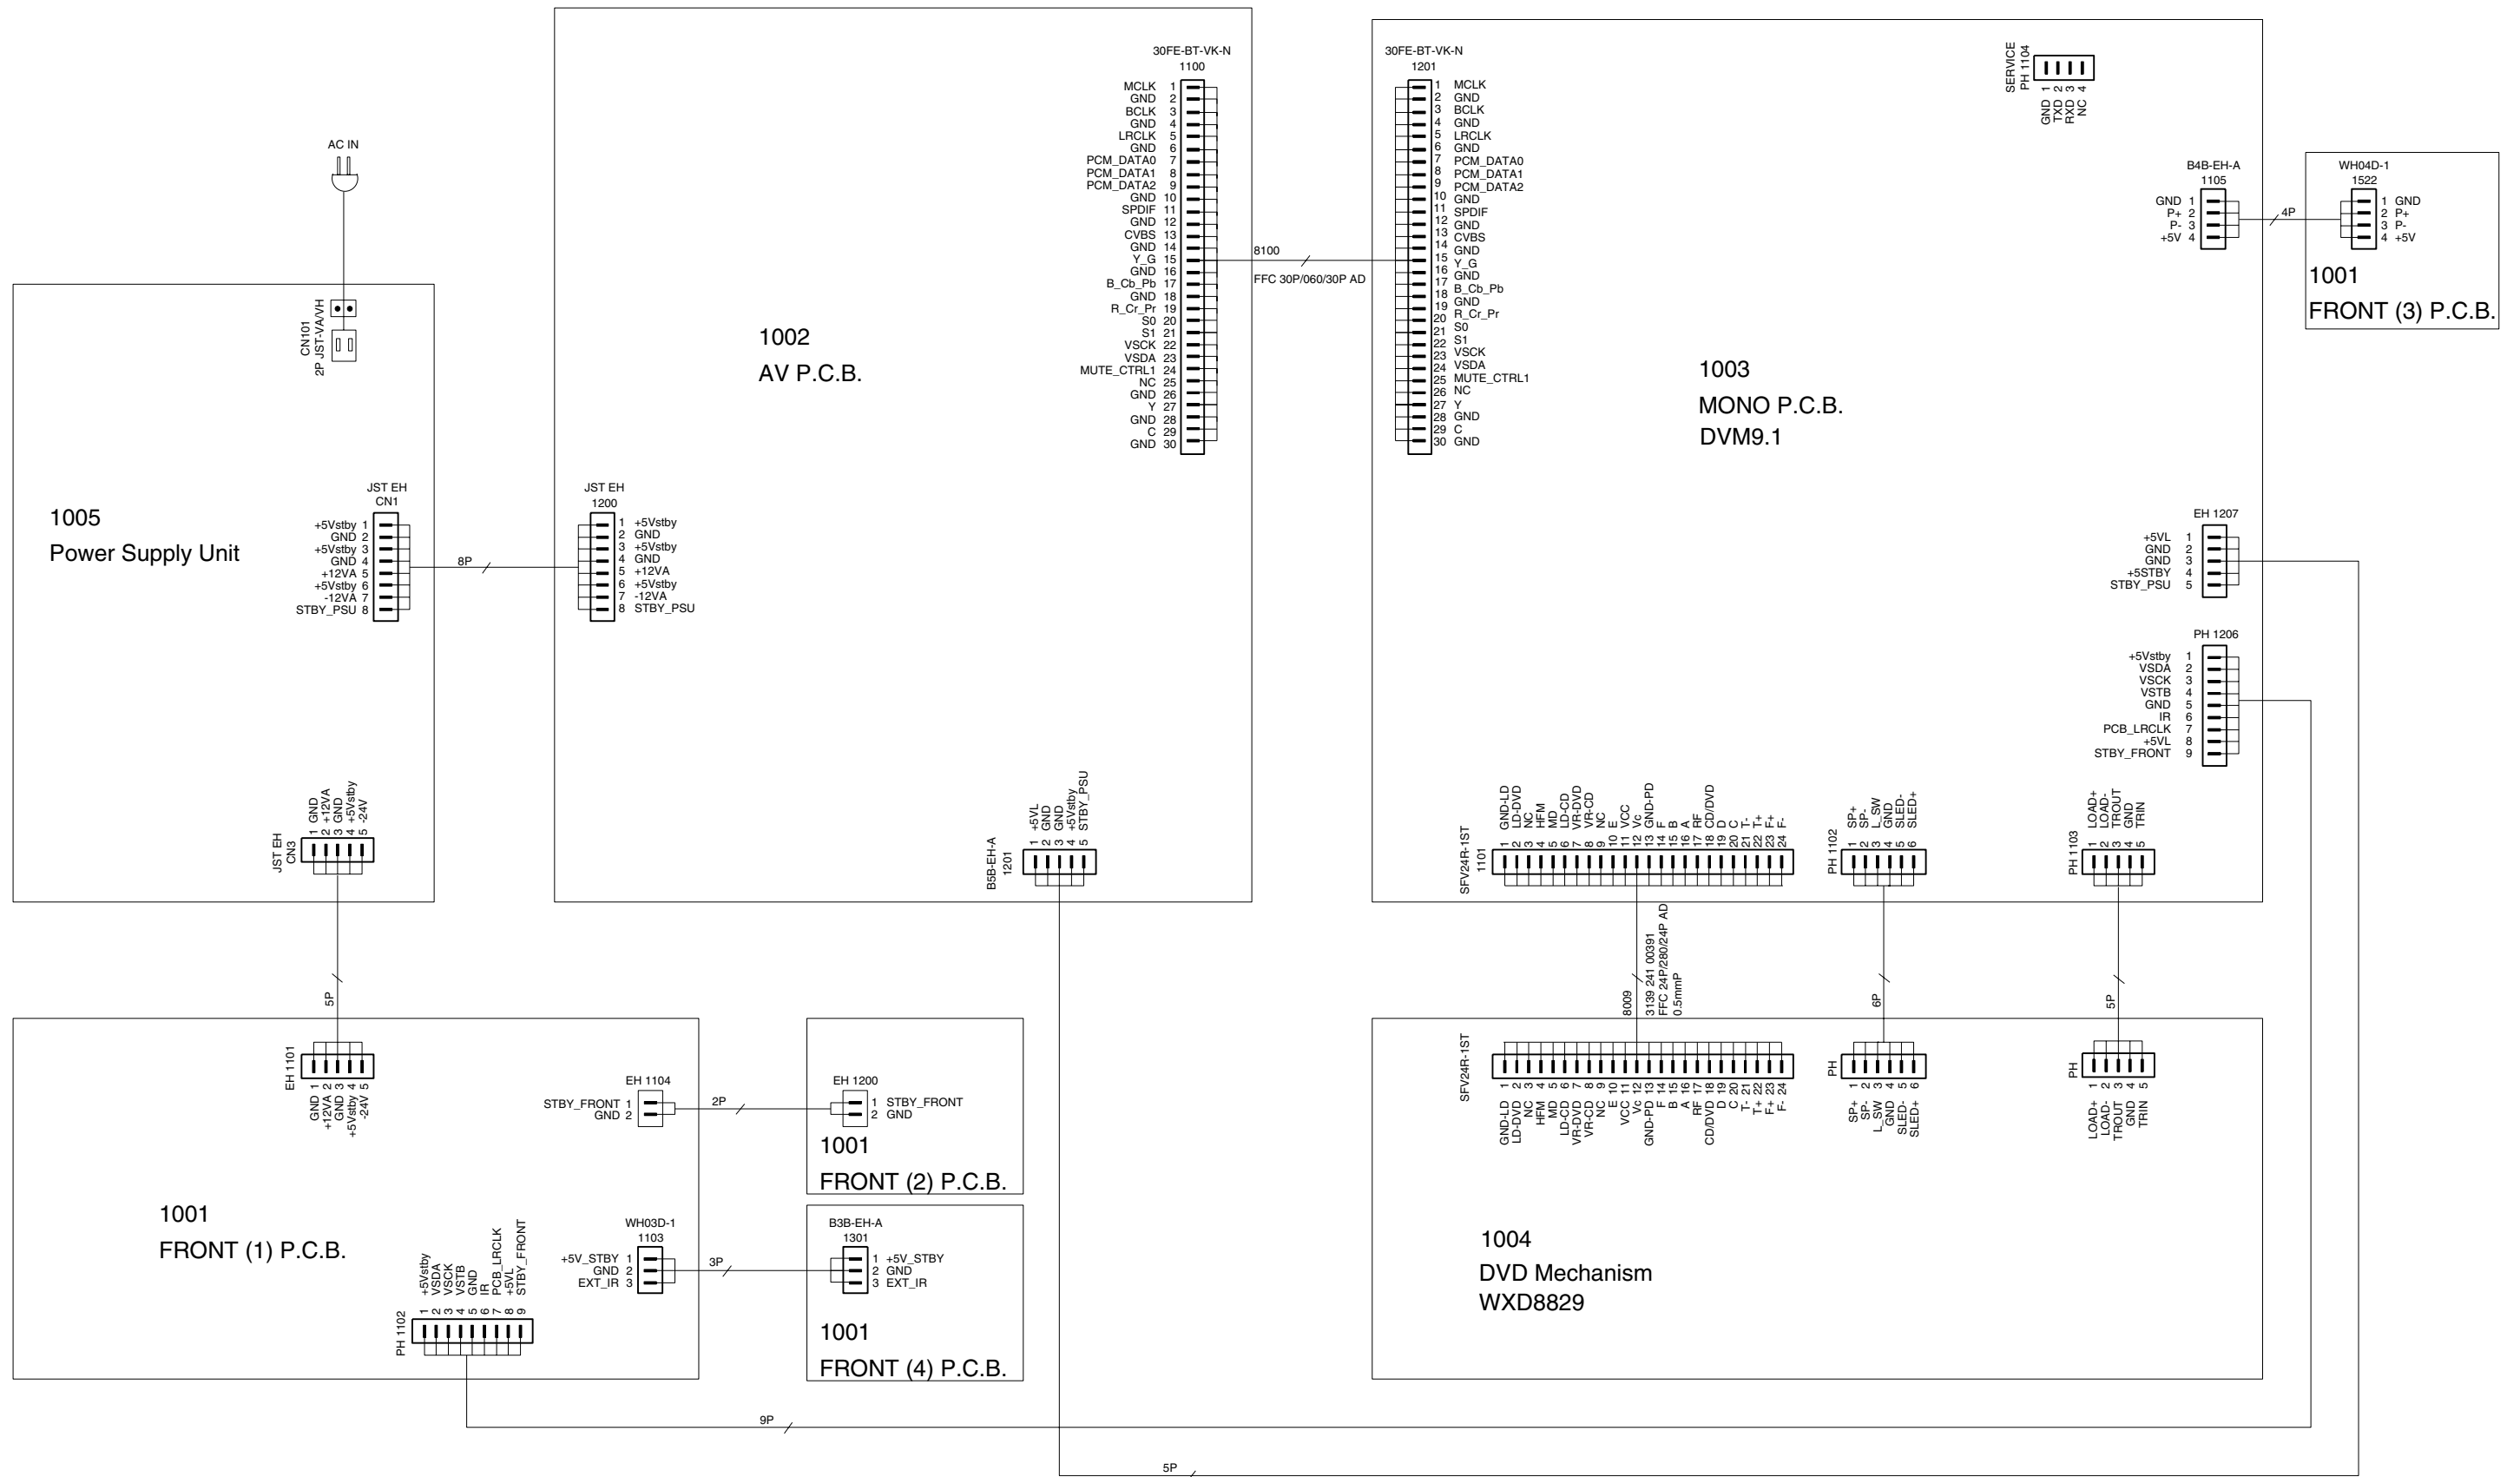 AC IN
CN101
2P JST-VA/VH
1005
Power Supply Unit
JST EH
CN1
+5Vstby 1
GND 2
+5Vstby 3
GND 4
+12VA 5
+5Vstby 6
-12VA 7
STBY_PSU 8
8P
JST EH
CN3
1 GND
2 +12VA
3 GND
4 +5Vstby
5 -24V
5P
1002
AV P.C.B.
JST EH
1200
1 +5Vstby
2 GND
3 +5Vstby
4 GND
5 +12VA
6 +5Vstby
7 -12VA
8 STBY_PSU
30FE-BT-VK-N
1100
MCLK 1
GND 2
BCLK 3
GND 4
LRCLK 5
GND 6
PCM_DATA0 7
PCM_DATA1 8
PCM_DATA2 9
GND 10
SPDIF 11
GND 12
CVBS 13
GND 14
Y_G 15
GND 16
B_Cb_Pb 17
GND 18
R_Cr_Pr 19
S0 20
S1 21
VSCK 22
VSDA 23
MUTE_CTRL1 24
NC 25
GND 26
Y 27
GND 28
C 29
GND 30
B5B-EH-A
1201
1 +5VL
2 GND
3 GND
4 +5Vstby
5 STBY_PSU
8100
FFC 30P/060/30P AD
1003
MONO P.C.B.
DVM9.1
30FE-BT-VK-N
1201
1 MCLK
2 GND
3 BCLK
4 GND
5 LRCLK
6 GND
7 PCM_DATA0
8 PCM_DATA1
9 PCM_DATA2
10 GND
11 SPDIF
12 GND
13 CVBS
14 GND
15 Y_G
16 GND
17 B_Cb_Pb
18 GND
19 R_Cr_Pr
20 S0
21 S1
22 VSCK
23 VSDA
24 MUTE_CTRL1
25 NC
26 Y
27 GND
28 C
29 GND
30
SERVICE
PH 1104
GND 1
TXD 2
RXD 3
NC 4
B4B-EH-A
1105
GND 1
P+ 2
P- 3
+5V 4
4P
WH04D-1
1522
1 GND
2 P+
3 P-
4 +5V
1001
FRONT (3) P.C.B.
EH 1207
+5VL 1
GND 2
GND 3
+5STBY 4
STBY_PSU 5
PH 1206
+5Vstby 1
VSDA 2
VSCK 3
VSTB 4
GND 5
IR 6
PCB_LRCLK 7
+5VL 8
STBY_FRONT 9
SFV24R-1ST
1101
1 GND-LD
2 LD-DVD
3 NC
4 HFM
5 MD
6 LD-CD
7 VR-DVD
8 VR-CD
9 NC
10 E
11 VCC
12 Vc
13 GND-PD
14 F
15 B
16 A
17 RF
18 CD/DVD
19 D
20 C
21 T-
22 T+
23 F+
24 F-
PH 1102
1 SP+
2 SP-
3 L_SW
4 GND
5 SLED-
6 SLED+
PH 1103
1 LOAD+
2 LOAD-
3 TROUT
4 GND
5 TRIN
8009
3139 241 00391
FFC 24P/280/24P AD
0.5mmP
6P
5P
SFV24R-1ST
GND-LD 1
LD-DVD 2
NC 3
HFM 4
MD 5
LD-CD 6
VR-DVD 7
VR-CD 8
NC 9
E 10
VCC 11
Vc 12
GND-PD 13
F 14
B 15
A 16
RF 17
CD/DVD 18
D 19
C 20
T- 21
T+ 22
F+ 23
F- 24
PH
SP+ 1
SP- 2
L_SW 3
GND 4
SLED- 5
SLED+ 6
PH
LOAD+ 1
LOAD- 2
TROUT 3
GND 4
TRIN 5
1004
DVD Mechanism
WXD8829
EH 1101
GND 1
+12VA 2
GND 3
+5Vstby 4
-24V 5
1001
FRONT (1) P.C.B.
EH 1104
STBY_FRONT 1
GND 2
2P
EH 1200
1 STBY_FRONT
2 GND
1001
FRONT (2) P.C.B.
WH03D-1
1103
+5V_STBY 1
GND 2
EXT_IR 3
3P
B3B-EH-A
1301
1 +5V_STBY
2 GND
3 EXT_IR
1001
FRONT (4) P.C.B.
PH 1102
1 +5Vstby
2 VSDA
3 VSCK
4 VSTB
5 GND
6 IR
7 PCB_LRCLK
8 +5VL
9 STBY_FRONT
9P
5P